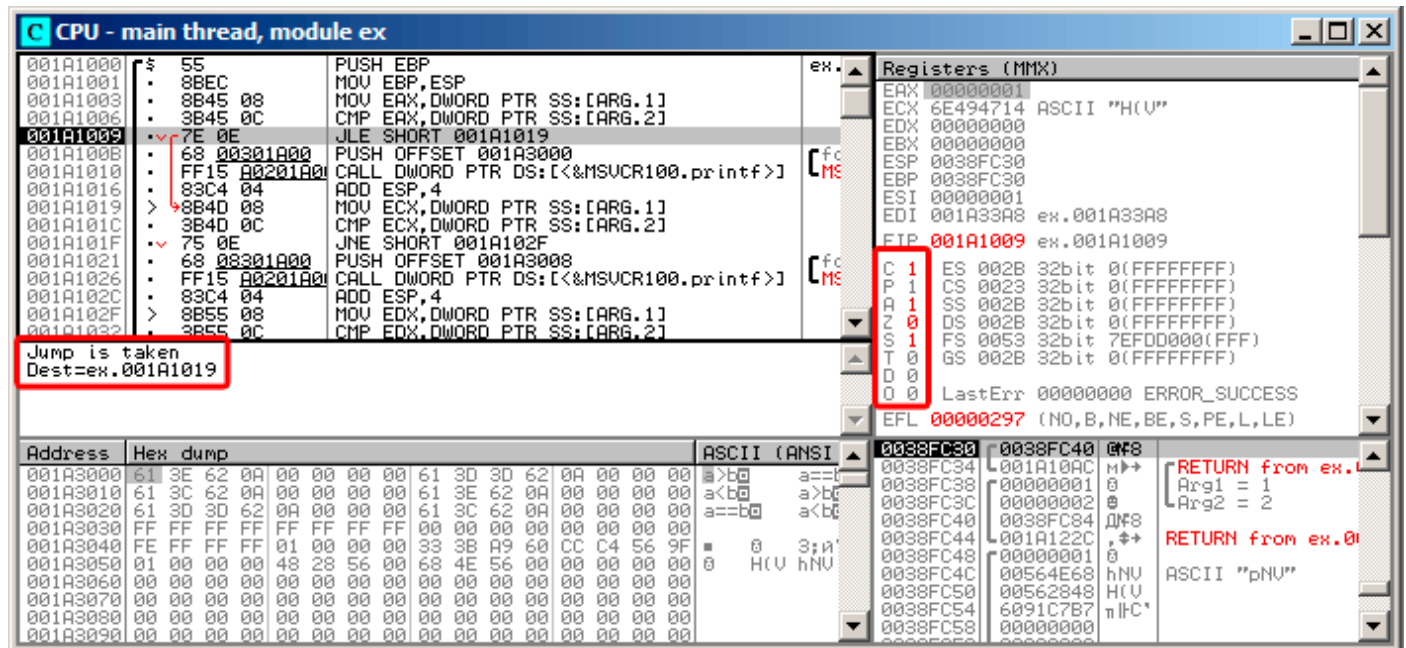 C CPU - main thread, module ex
001A1000 $ 55 PUSH EBP ex.
001A1001 . 8BEC MOV EBP,ESP
001A1003 . 8B45 08 MOV EAX,DWORD PTR SS:[ARG.1]
001A1006 . 3B45 0C CMP EAX,DWORD PTR SS:[ARG.2]
001A1009 . 7E 0E JLE SHORT 001A1019
001A100B . 68 00301A00 PUSH OFFSET 001A3000
001A1010 . FF15 A0201A0 CALL DWORD PTR DS:[<&MSVCR100.printf>] MS
001A1016 . 83C4 04 ADD ESP,4
001A1019 > 8B4D 08 MOV ECX,DWORD PTR SS:[ARG.1]
001A101C . 3B4D 0C CMP ECX,DWORD PTR SS:[ARG.2]
001A101F . 75 0E JNE SHORT 001A102F
001A1021 . 68 08301A00 PUSH OFFSET 001A3008
001A1026 . FF15 A0201A0 CALL DWORD PTR DS:[<&MSVCR100.printf>] MS
001A102C . 83C4 04 ADD ESP,4
001A102F > 8B55 08 MOV EDX,DWORD PTR SS:[ARG.1]
001A1032 . 3B55 0C CMP EDX,DWORD PTR SS:[ARG.2]
Jump is taken
Dest=ex.001A1019
Registers (MMX)
EAX 00000001
ECX 6E494714 ASCII "H(V"
EDX 00000000
EBX 00000000
ESP 0038FC30
EBP 0038FC30
ESI 00000001
EDI 001A33A8 ex.001A33A8
EIP 001A1009 ex.001A1009
C 1 ES 002B 32bit 0(FFFFFFFF)
P 1 CS 0023 32bit 0(FFFFFFFF)
A 1 SS 002B 32bit 0(FFFFFFFF)
Z 0 DS 002B 32bit 0(FFFFFFFF)
S 1 FS 0053 32bit 7EFDD000(FFF)
T 0 GS 002B 32bit 0(FFFFFFFF)
D 0
O 0 LastErr 00000000 ERROR_SUCCESS
EFL 00000297 (NO,B,NE,BE,S,PE,L,LE)
Address Hex dump ASCII (ANSI
001A3000 61 3E 62 0A 00 00 00 00 61 3D 3D 62 0A 00 00 00 a>b a==b
001A3010 61 3C 62 0A 00 00 00 00 61 3E 62 0A 00 00 00 00 a<b a>b
001A3020 61 3D 3D 62 0A 00 00 00 61 3C 62 0A 00 00 00 00 a==b a<b
001A3030 FF FF FF FF FF FF FF FF 00 00 00 00 00 00 00 00
001A3040 FE FF FF FF 01 00 00 00 33 3B A9 60 CC C4 56 9F 3;
001A3050 01 00 00 00 48 28 56 00 68 4E 56 00 00 00 00 00 H(V hNV
001A3060 00 00 00 00 00 00 00 00 00 00 00 00 00 00 00 00
001A3070 00 00 00 00 00 00 00 00 00 00 00 00 00 00 00 00
001A3080 00 00 00 00 00 00 00 00 00 00 00 00 00 00 00 00
001A3090 00 00 00 00 00 00 00 00 00 00 00 00 00 00 00 00
0038FC30 0038FC40
0038FC34 001A10AC RETURN from ex.
0038FC38 00000001 Arg1 = 1
0038FC3C 00000002 Arg2 = 2
0038FC40 0038FC84
0038FC44 001A122C RETURN from ex.0
0038FC48 00000001
0038FC4C 00564E68 hNV ASCII "pNV"
0038FC50 00562848 H(V
0038FC54 6091C7B7
0038FC58 00000000